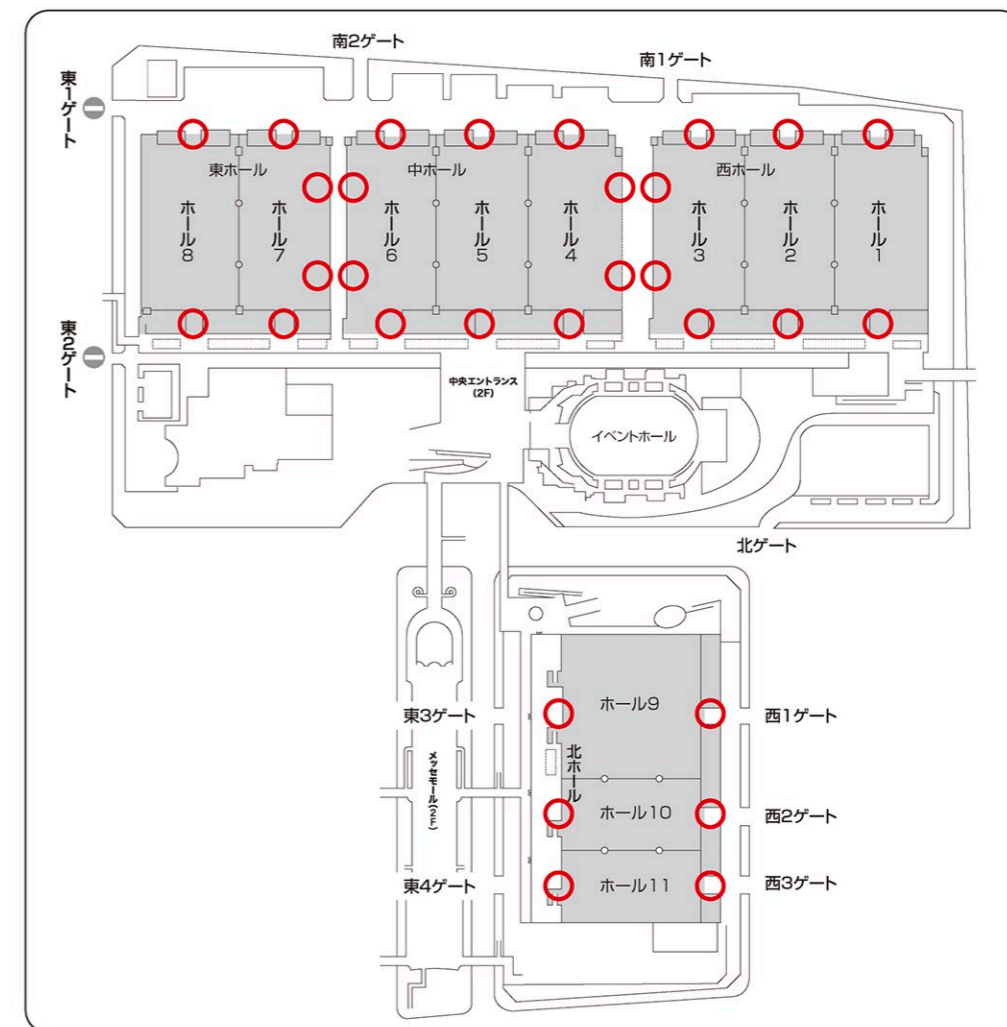 南2ゲート
南1ゲート
東1ゲート
東ホール
中ホール
西ホール
ホール8
ホール7
ホール6
ホール5
ホール4
ホール3
ホール2
ホール1
東2ゲート
中央エントランス
(2F)
イベントホール
北ゲート
ホール9
東3ゲート
西1ゲート
北ホール
メッセモール(2F)
ホール10
西2ゲート
東4ゲート
ホール11
西3ゲート